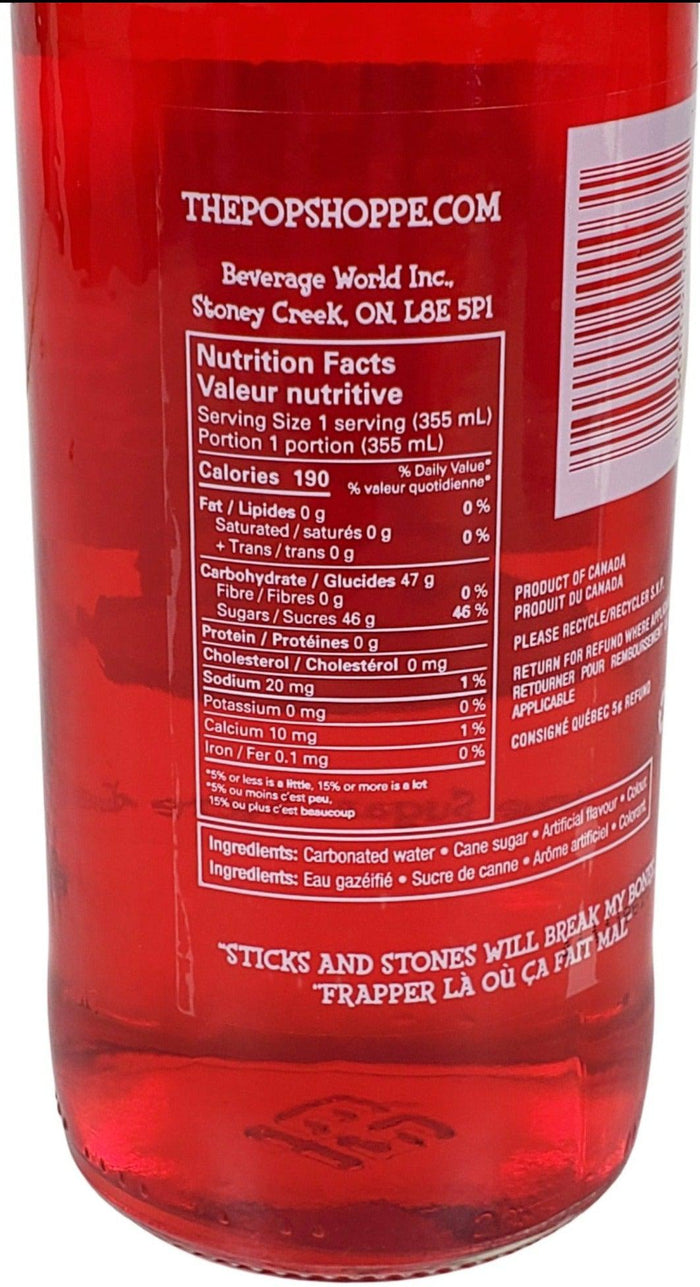 THEPOPSHOPPE.COM
Beverage World Inc.,
Stoney Creek, ON. L8E 5P1
Nutrition Facts
Valeur nutritive
Serving Size 1 serving (355 mL)
Portion 1 portion (355 mL)
Calories 190
% Daily Value*
% valeur quotidienne*
Fat / Lipides 0 g 0 %
Saturated / saturés 0 g
+ Trans / trans 0 g 0 %
Carbohydrate / Glucides 47 g
Fibre / Fibres 0 g 0 %
Sugars / Sucres 46 g 46 %
Protein / Protéines 0 g
Cholesterol / Cholestérol 0 mg
Sodium 20 mg 1 %
Potassium 0 mg 0 %
Calcium 10 mg 1 %
Iron / Fer 0.1 mg 0 %
*5% or less is a little, 15% or more is a lot
*5% ou moins c'est peu,
15% ou plus c'est beaucoup
PRODUCT OF CANADA
PRODUIT DU CANADA
PLEASE RECYCLE/RECYCLER S.V.P.
RETURN FOR REFUND WHERE
RETOURNER POUR REMBOURSEMENT
APPLICABLE
CONSIGNÉ QUÉBEC 5¢ REFUND
Ingredients: Carbonated water • Cane sugar • Artificial flavour • Colour
Ingredients: Eau gazéifié • Sucre de canne • Arôme artificiel • Colorant
"STICKS AND STONES WILL BREAK MY BONES
"FRAPPER LÀ OÙ ÇA FAIT MAL"